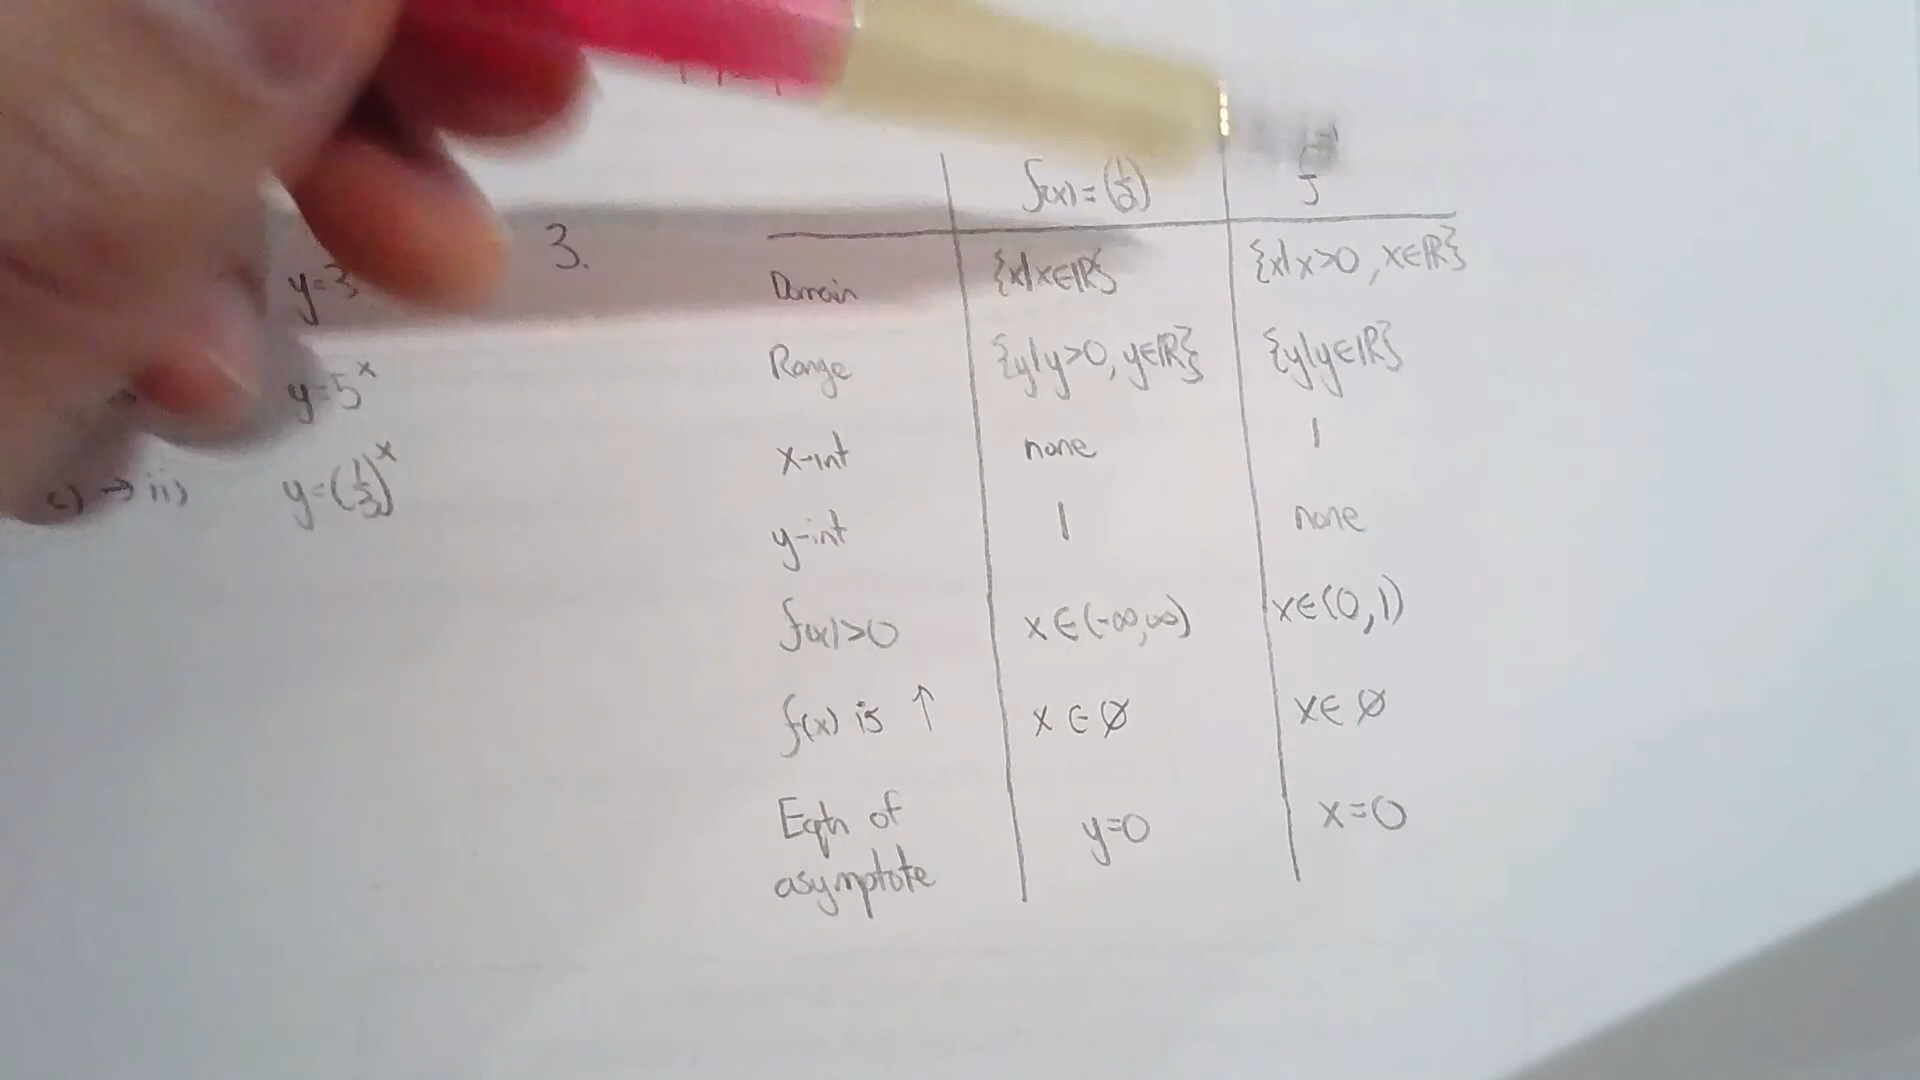 3.
f(x)=(1/2)
f
y=3
Domain {x|x∈ℝ} {x|x>0, x∈ℝ}
y=5^x
Range {y|y>0, y∈ℝ} {y|y∈ℝ}
c) → ii) y=(1/3)^x
x-int none 1
y-int 1 none
f(x)>0 x∈(-∞,∞) x∈(0,1)
f(x) is ↑ x∈∅ x∈∅
Eqtn of asymptote y=0 x=0